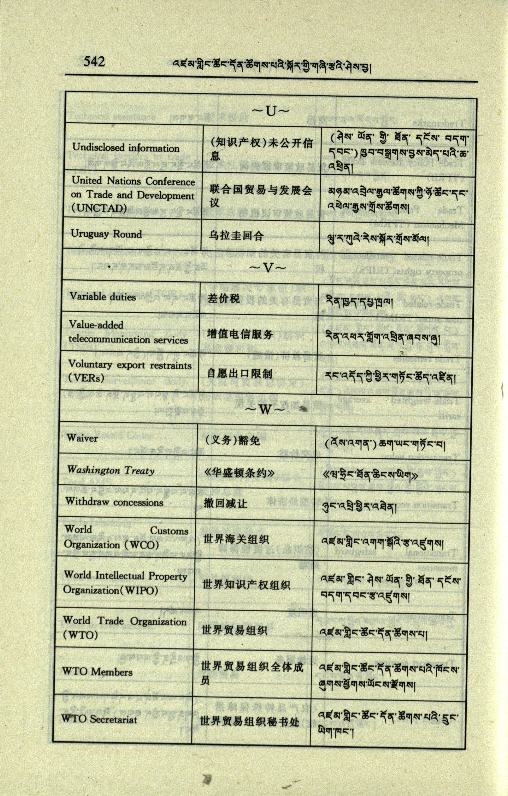 542 འཛམ་གླིང་ཚོང་དོན་ཚོགས་པའི་སྐོར་གྱི་གཞི་རྩའི་ཤེས་བྱ།
~U~
Undisclosed information
(知识产权)未公开信
息
(ཤེས་ ཡོན་ གྱི་ ཐོན་ དངོས་ བདག་
དབང་)ཁྱབ་བསྒྲགས་བྱས་མེད་པའི་ཆ་
འཕྲིན།
United Nations Conference
on Trade and Development
(UNCTAD)
联合国贸易与发展会
议
མཉམ་འབྲེལ་རྒྱལ་ཚོགས་ཀྱི་ཉོ་ཚོང་དང་
འཕེལ་རྒྱས་གྲོས་ཚོགས།
Uruguay Round
乌拉圭回合
ཨུ་ར་ཀུའེ་རེས་སྐོར་གྲོས་མོལ།
~V~
Variable duties
差价税
རིན་ཁྱད་དཔྱ་ཁྲལ།
Value-added
telecommunication services
增值电信服务
རིན་འཕར་གློག་འཕྲིན་ཞབས་ཞུ།
Voluntary export restraints
(VERs)
自愿出口限制
རང་འདོད་ཀྱི་ཕྱིར་གཏོང་ཚོད་འཛིན།
~W~
Waiver
(义务)豁免
(འོས་འགན་)ཆག་ཡང་གཏོང་བ།
Washington Treaty
《华盛顿条约》
《ཝ་ཧྲིང་ཐོན་ཆིངས་ཡིག》
Withdraw concessions
撤回减让
ཉུང་འབྲི་ཕྱིར་འཐེན།
World Customs
Organization (WCO)
世界海关组织
འཛམ་གླིང་འགག་སྒོའི་རྩ་འཛུགས།
World Intellectual Property
Organization(WIPO)
世界知识产权组织
འཛམ་ གླིང་ ཤེས་ ཡོན་ གྱི་ ཐོན་ དངོས་
བདག་དབང་རྩ་འཛུགས།
World Trade Organization
(WTO)
世界贸易组织
འཛམ་གླིང་ཚོང་དོན་ཚོགས་པ།
WTO Members
世界贸易组织全体成
员
འཛམ་གླིང་ཚོང་དོན་ཚོགས་པའི་ཁོངས་
ཞུགས་ཕྱོགས་ཡོངས་རྫོགས།
WTO Secretariat
世界贸易组织秘书处
འཛམ་གླིང་ཚོང་དོན་ཚོགས་པའི་དྲུང་
ཡིག་ཁང་།